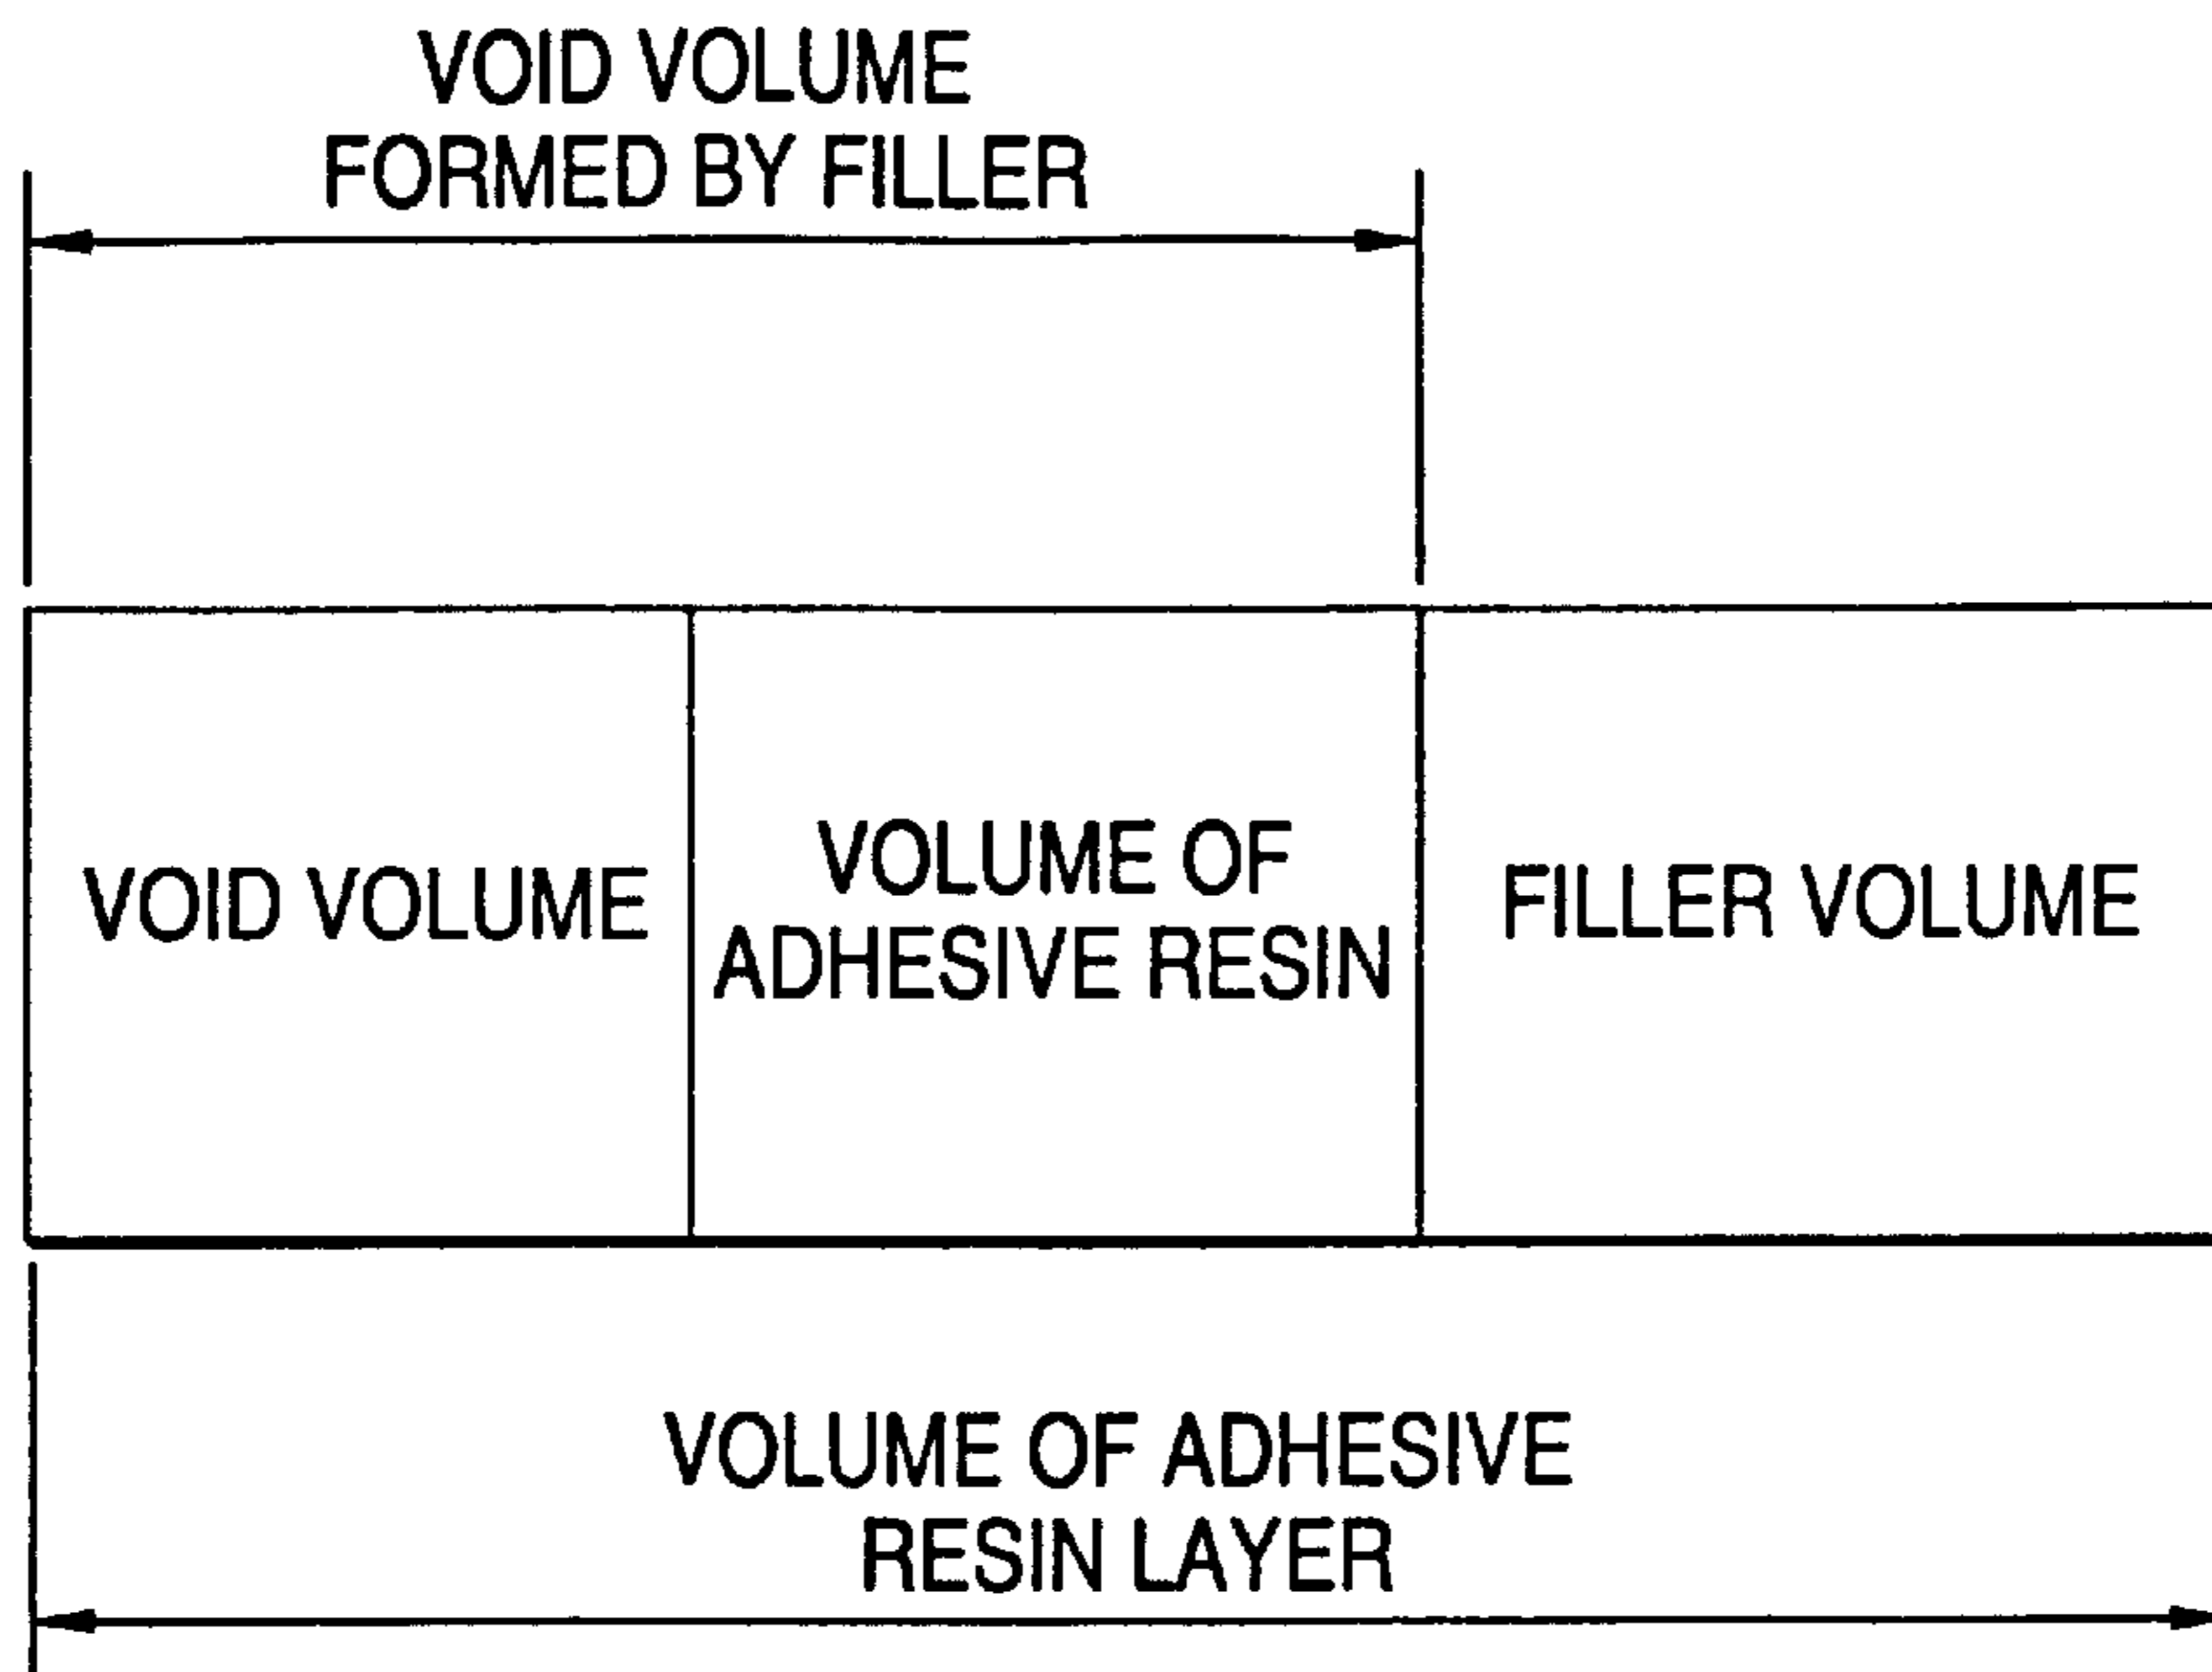 VOID VOLUME
FORMED BY FILLER
VOID VOLUME
VOLUME OF
ADHESIVE RESIN
FILLER VOLUME
VOLUME OF ADHESIVE
RESIN LAYER